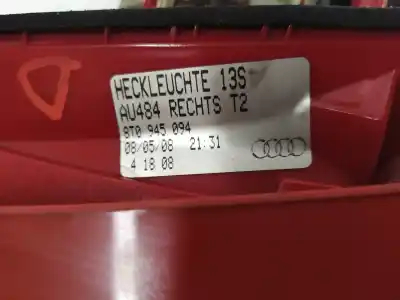 HECKLEUCHTE 13S
AU484 RECHTS T2
8T0 945 094
08/05/08 21:31
4 18 08